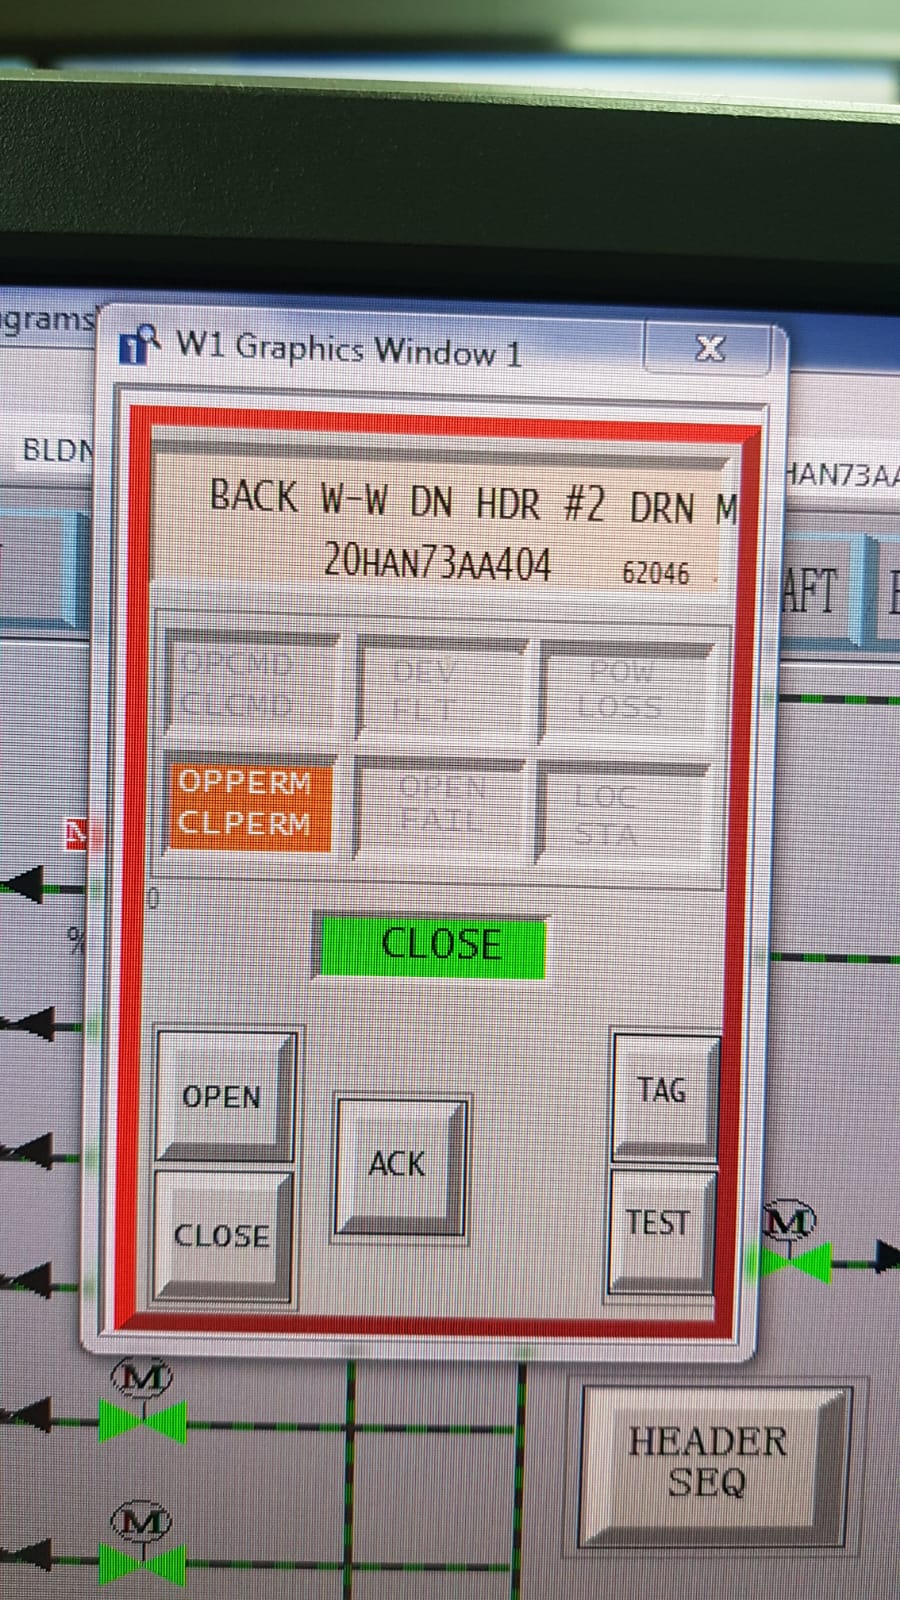 grams
W1 Graphics Window 1
X
BLDN
HAN73AA
BACK W-W DN HDR #2 DRN M
20HAN73AA404 62046
AFT
OPCMD
CLCMD
DEV
FLT
POW
LOSS
OPPERM
CLPERM
OPEN
FAIL
LOC
STA
N
0
%
CLOSE
OPEN
TAG
ACK
CLOSE
TEST
M
M
HEADER
SEQ
M